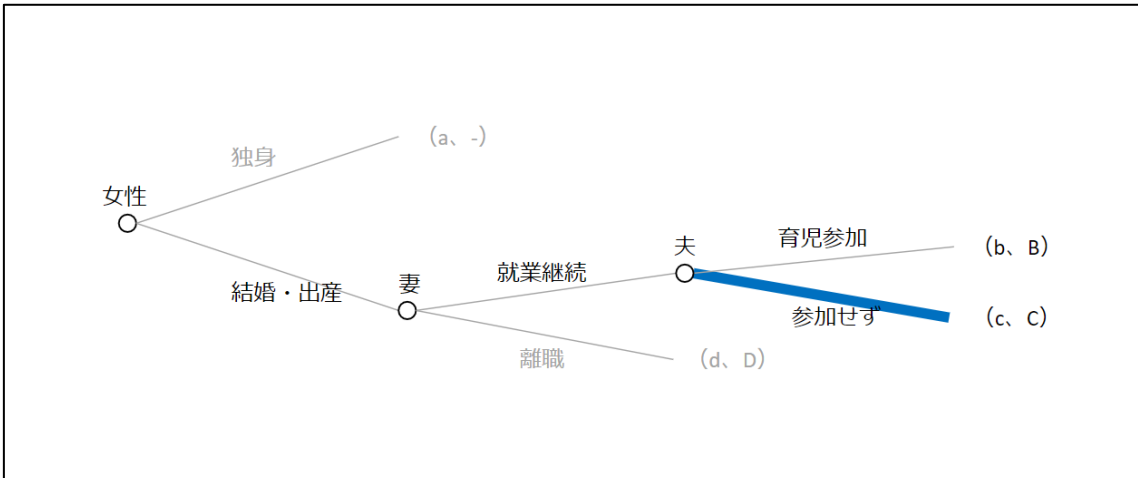 （a、-）
独身
女性
夫
育児参加
（b、B）
就業継続
妻
結婚・出産
参加せず
（c、C）
離職
（d、D）